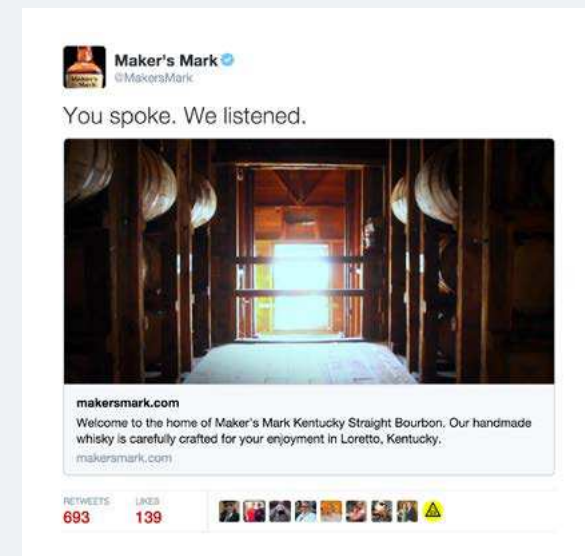 Maker's Mark
@MakersMark
You spoke. We listened.
makersmark.com
Welcome to the home of Maker's Mark Kentucky Straight Bourbon. Our handmade
whisky is carefully crafted for your enjoyment in Loretto, Kentucky.
makersmark.com
RETWEETS LIKES
693 139